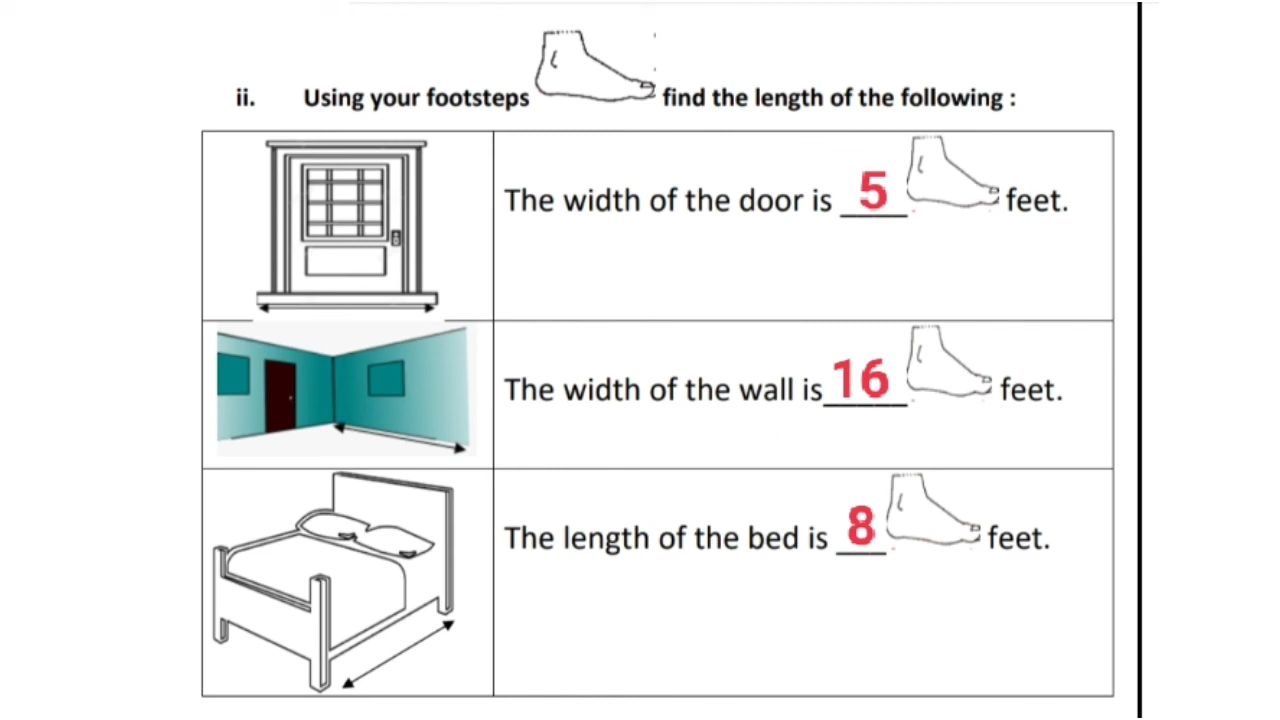 ii. Using your footsteps find the length of the following :
The width of the door is 5 feet.
The width of the wall is 16 feet.
The length of the bed is 8 feet.